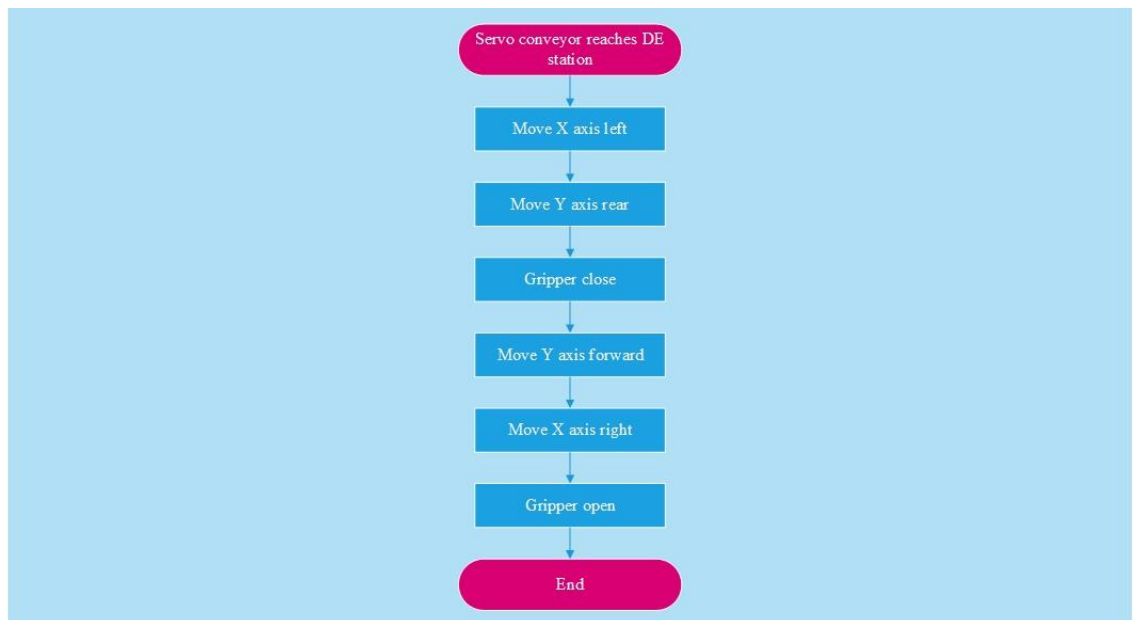 Servo conveyor reaches DE
station
Move X axis left
Move Y axis rear
Gripper close
Move Y axis forward
Move X axis right
Gripper open
End